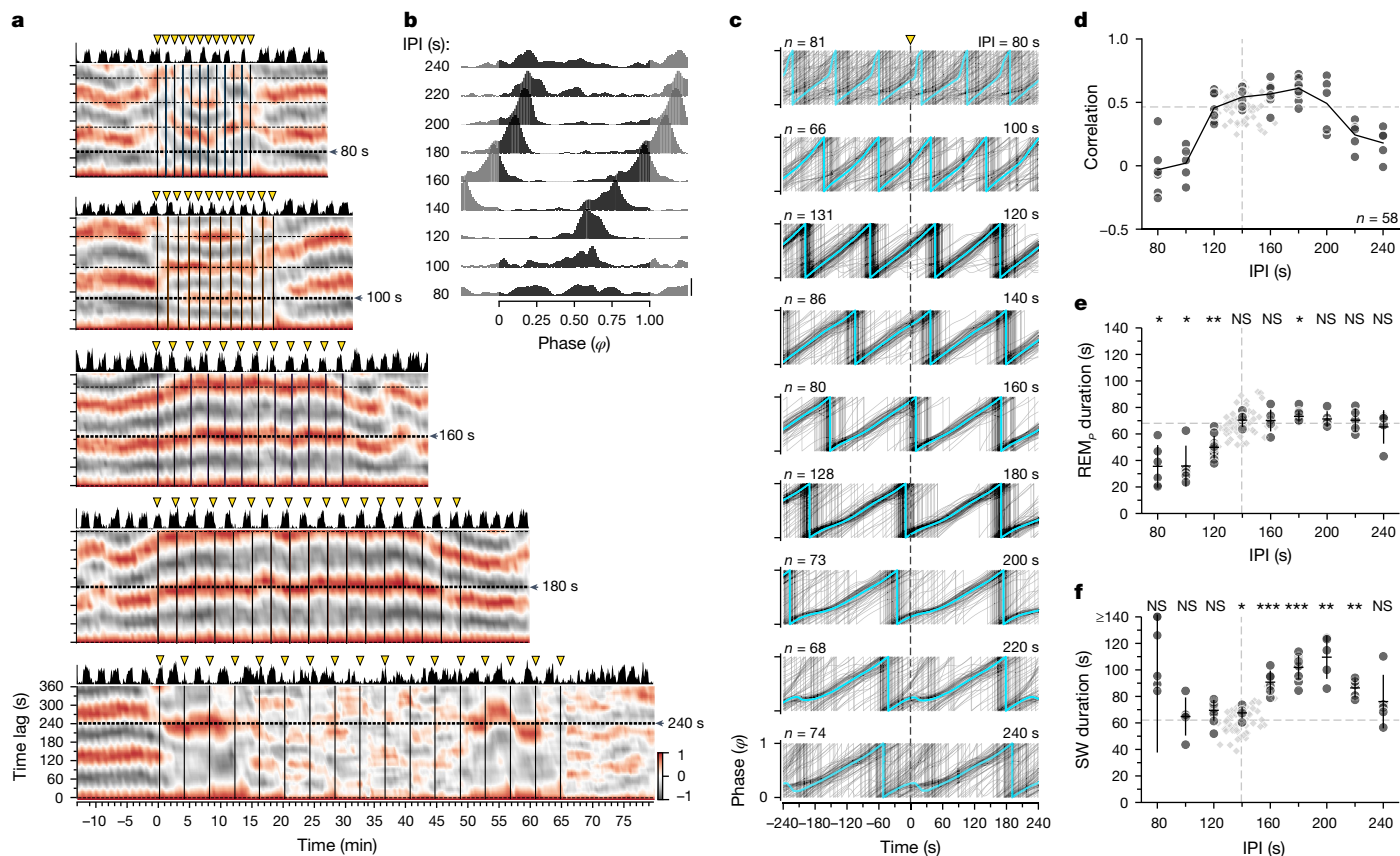 a
80 s
100 s
160 s
180 s
Time lag (s)
360
300
240
180
120
60
0
240 s
1
0
−1
−10
−5
0
5
10
15
20
25
30
35
40
45
50
55
60
65
70
75
Time (min)
b
IPI (s):
240
220
200
180
160
140
120
100
80
0
0.25
0.50
0.75
1.00
Phase (φ)
c
n = 81
IPI = 80 s
n = 66
100 s
n = 131
120 s
n = 86
140 s
n = 80
160 s
n = 128
180 s
n = 73
200 s
n = 68
220 s
n = 74
240 s
Phase (φ)
1
0
−240
−180
−120
−60
0
60
120
180
240
Time (s)
d
Correlation
1.0
0.5
0
−0.5
n = 58
80
120
160
200
240
IPI (s)
e
* * ** NS NS * NS NS NS
REMP duration (s)
140
120
100
80
60
40
20
0
80
120
160
200
240
IPI (s)
f
NS NS NS * *** *** ** ** NS
SW duration (s)
≥
140
120
100
80
60
40
20
0
80
120
160
200
240
IPI (s)